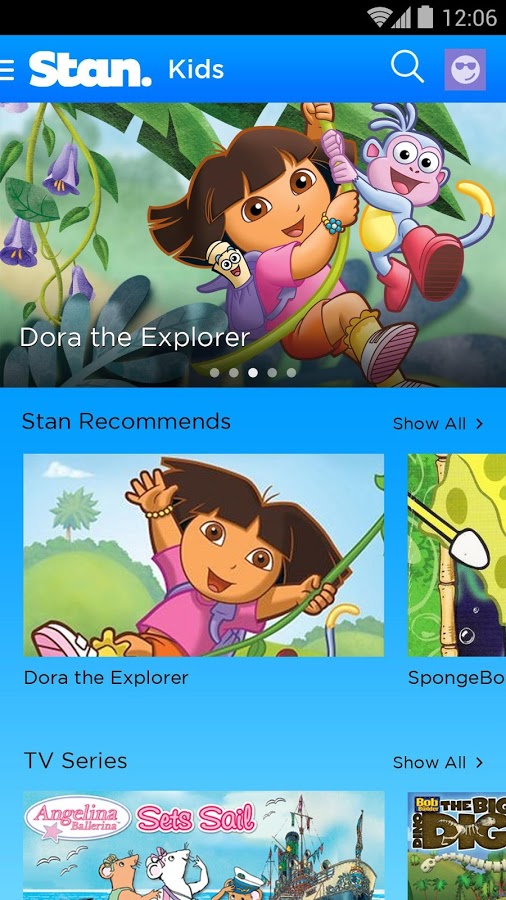 12:06
Stan. Kids
Dora the Explorer
Stan Recommends
Show All
Dora the Explorer
SpongeBo
TV Series
Show All
Angelina
Ballerina
Sets Sail
Bob
the
Builder
THE BIG
DINO
DIG